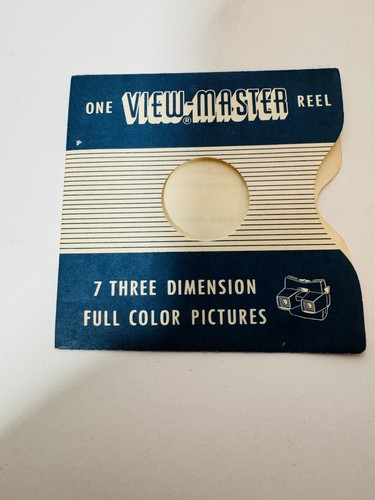 ONE VIEW-MASTER® REEL
7 THREE DIMENSION
FULL COLOR PICTURES